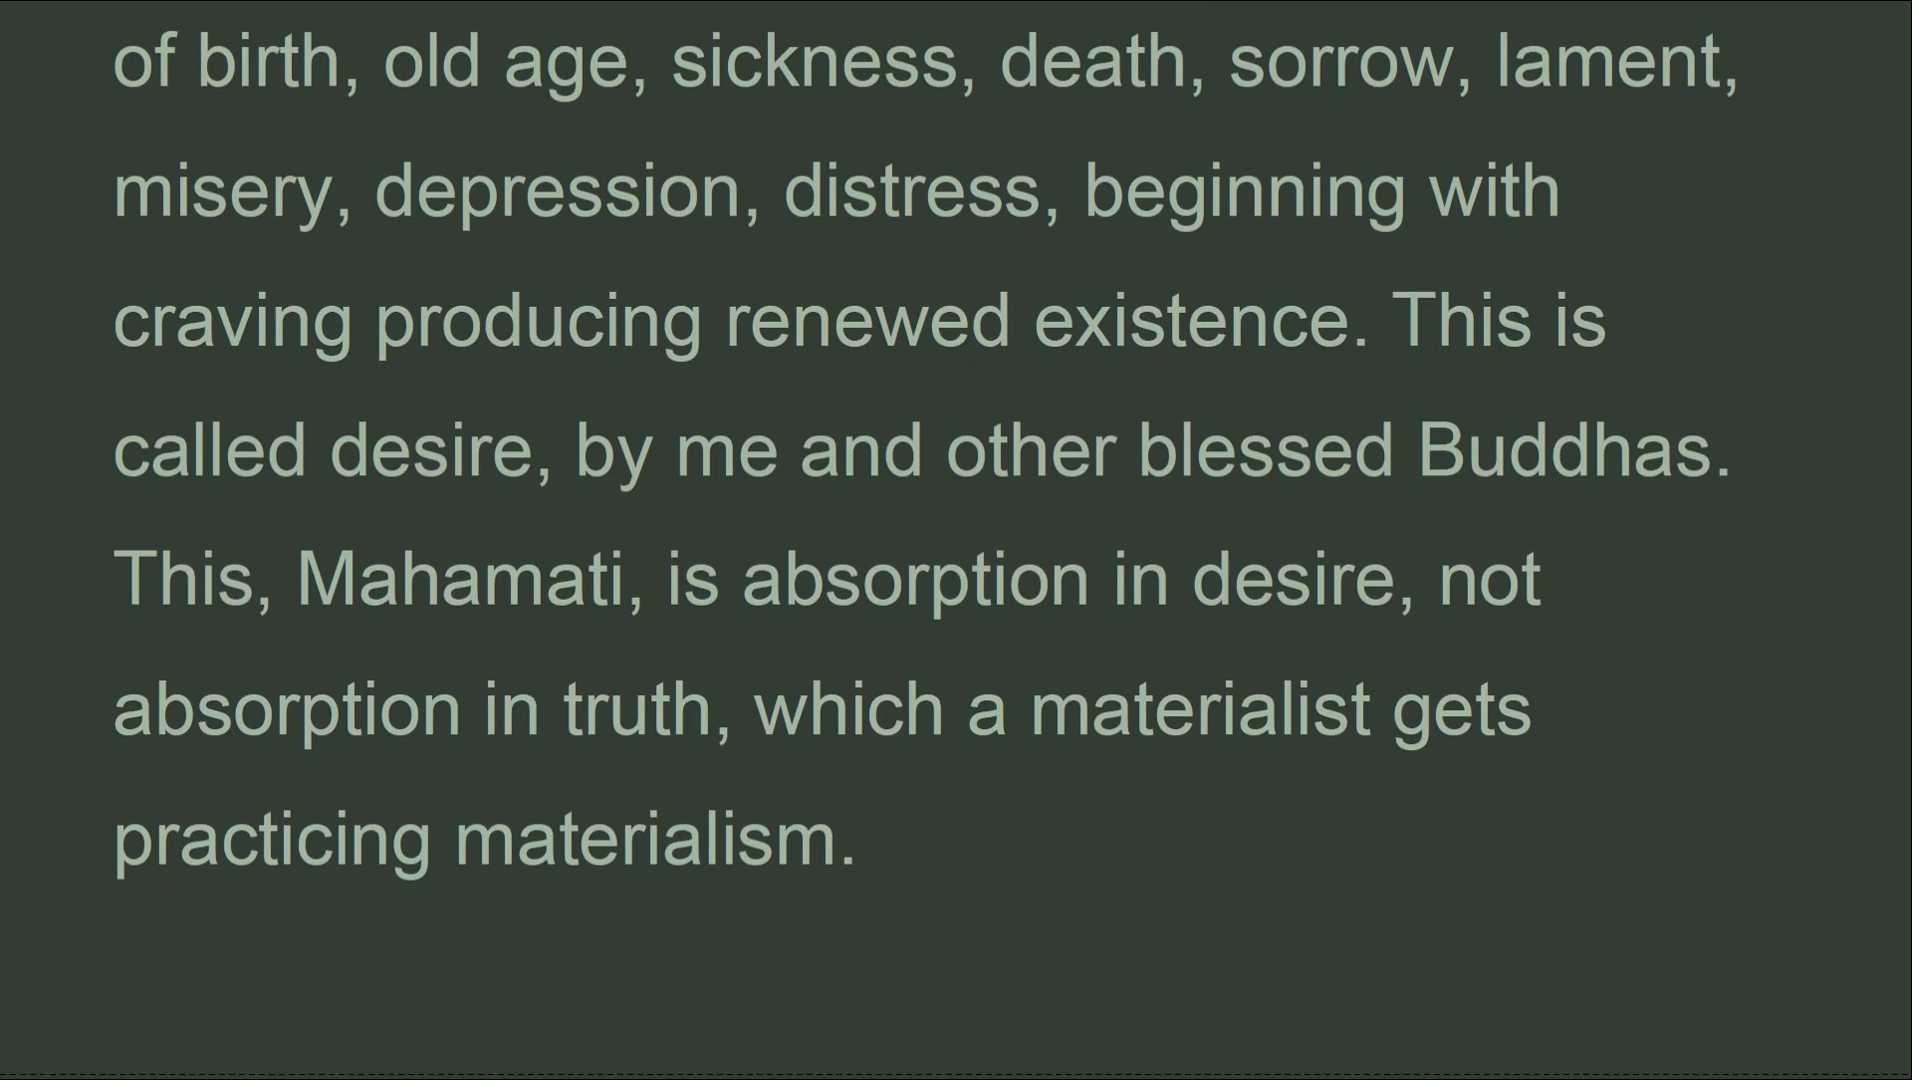 of birth, old age, sickness, death, sorrow, lament,
misery, depression, distress, beginning with
craving producing renewed existence. This is
called desire, by me and other blessed Buddhas.
This, Mahamati, is absorption in desire, not
absorption in truth, which a materialist gets
practicing materialism.